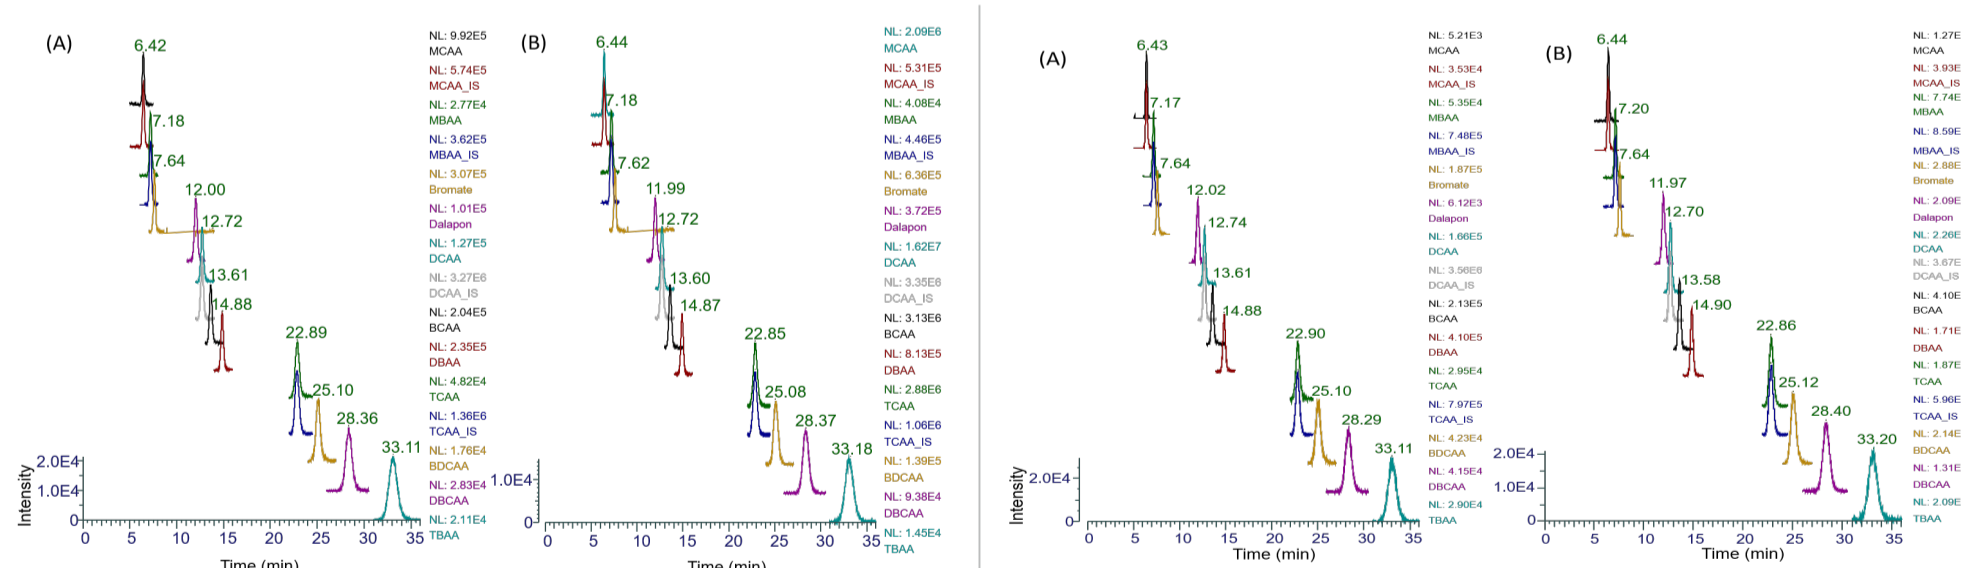 (A)
6.42
7.18
7.64
12.00
12.72
13.61
14.88
22.89
25.10
28.36
33.11
NL: 9.92E5
MCAA
NL: 5.74E5
MCAA_IS
NL: 2.77E4
MBAA
NL: 3.62E5
MBAA_IS
NL: 3.07E5
Bromate
NL: 1.01E5
Dalapon
NL: 1.27E5
DCAA
NL: 3.27E6
DCAA_IS
NL: 2.04E5
BCAA
NL: 2.35E5
DBAA
NL: 4.82E4
TCAA
NL: 1.36E6
TCAA_IS
NL: 1.76E4
BDCAA
NL: 2.83E4
DBCAA
NL: 2.11E4
TBAA
Intensity
2.0E4
1.0E4
0
0 5 10 15 20 25 30 35
Time (min)
(B)
6.44
7.18
7.62
11.99
12.72
13.60
14.87
22.85
25.08
28.37
33.18
NL: 2.09E6
MCAA
NL: 5.31E5
MCAA_IS
NL: 4.08E4
MBAA
NL: 4.46E5
MBAA_IS
NL: 6.36E5
Bromate
NL: 3.72E5
Dalapon
NL: 1.62E7
DCAA
NL: 3.35E6
DCAA_IS
NL: 3.13E6
BCAA
NL: 8.13E5
DBAA
NL: 2.88E6
TCAA
NL: 1.06E6
TCAA_IS
NL: 1.39E5
BDCAA
NL: 9.38E4
DBCAA
NL: 1.45E4
TBAA
1.0E4
0
0 5 10 15 20 25 30 35
Time (min)
(A)
6.43
7.17
7.64
12.02
12.74
13.61
14.88
22.90
25.10
28.29
33.11
NL: 5.21E3
MCAA
NL: 3.53E4
MCAA_IS
NL: 5.35E4
MBAA
NL: 7.48E5
MBAA_IS
NL: 1.87E5
Bromate
NL: 6.12E3
Dalapon
NL: 1.66E5
DCAA
NL: 3.56E6
DCAA_IS
NL: 2.13E5
BCAA
NL: 4.10E5
DBAA
NL: 2.95E4
TCAA
NL: 7.97E5
TCAA_IS
NL: 4.23E4
BDCAA
NL: 4.15E4
DBCAA
NL: 2.90E4
TBAA
Intensity
2.0E4
0
0 5 10 15 20 25 30 35
Time (min)
(B)
6.44
7.20
7.64
11.97
12.70
13.58
14.90
22.86
25.12
28.40
33.20
NL: 1.27E
MCAA
NL: 3.93E
MCAA_IS
NL: 7.74E
MBAA
NL: 8.59E
MBAA_IS
NL: 2.88E
Bromate
NL: 2.09E
Dalapon
NL: 2.26E
DCAA
NL: 3.67E
DCAA_IS
NL: 4.10E
BCAA
NL: 1.71E
DBAA
NL: 1.87E
TCAA
NL: 5.96E
TCAA_IS
NL: 2.14E
BDCAA
NL: 1.31E
DBCAA
NL: 2.09E
TBAA
2.0E4
1.0E4
0
0 5 10 15 20 25 30 35
Time (min)